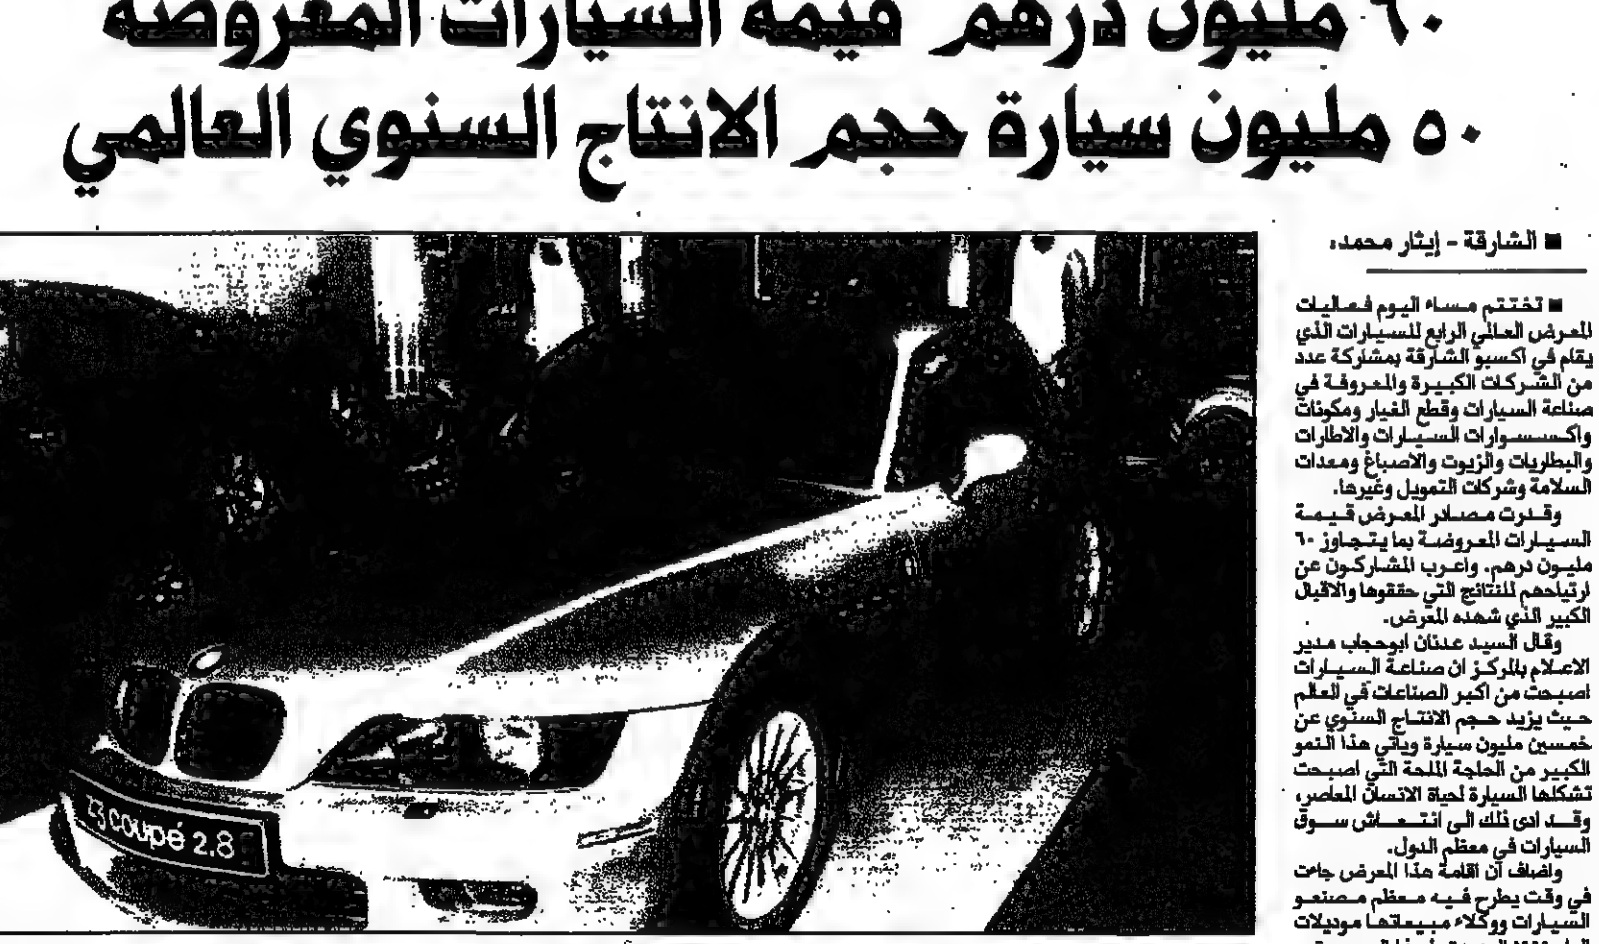 ٦٠ مليون درهم قيمة السيارات المعروضة
٥٠ مليون سيارة حجم الانتاج السنوي العالمي
■ الشارقة - إيثار محمد:
■ تختتم مساء اليوم فعاليات
المعرض العالمي الرابع للسيارات الذي
يقام في اكسبو الشارقة بمشاركة عدد
من الشركات الكبيرة والمعروفة في
صناعة السيارات وقطع الغيار ومكونات
واكسسوارات السيارات والاطارات
والبطاريات والزيوت والاصباغ ومعدات
السلامة وشركات التمويل وغيرها.
وقدرت مصادر المعرض قيمة
السيارات المعروضة بما يتجاوز ٦٠
مليون درهم. واعرب المشاركون عن
ارتياحهم للنتائج التي حققوها والاقبال
الكبير الذي شهده المعرض.
وقال السيد عدنان ابوحجاب مدير
الاعلام بالمركز ان صناعة السيارات
اصبحت من اكبر الصناعات في العالم
حيث يزيد حجم الانتاج السنوي عن
خمسين مليون سيارة وياتي هذا النمو
الكبير من الحاجة الملحة التي اصبحت
تشكلها السيارة لحياة الانسان المعاصر،
وقد ادى ذلك الى انتعاش سوق
السيارات في معظم الدول.
واضاف ان اقامة هذا المعرض جاءت
في وقت يطرح فيه معظم مصنعو
السيارات ووكلاء مبيعاتها موديلات
Z3 coupé 2.8